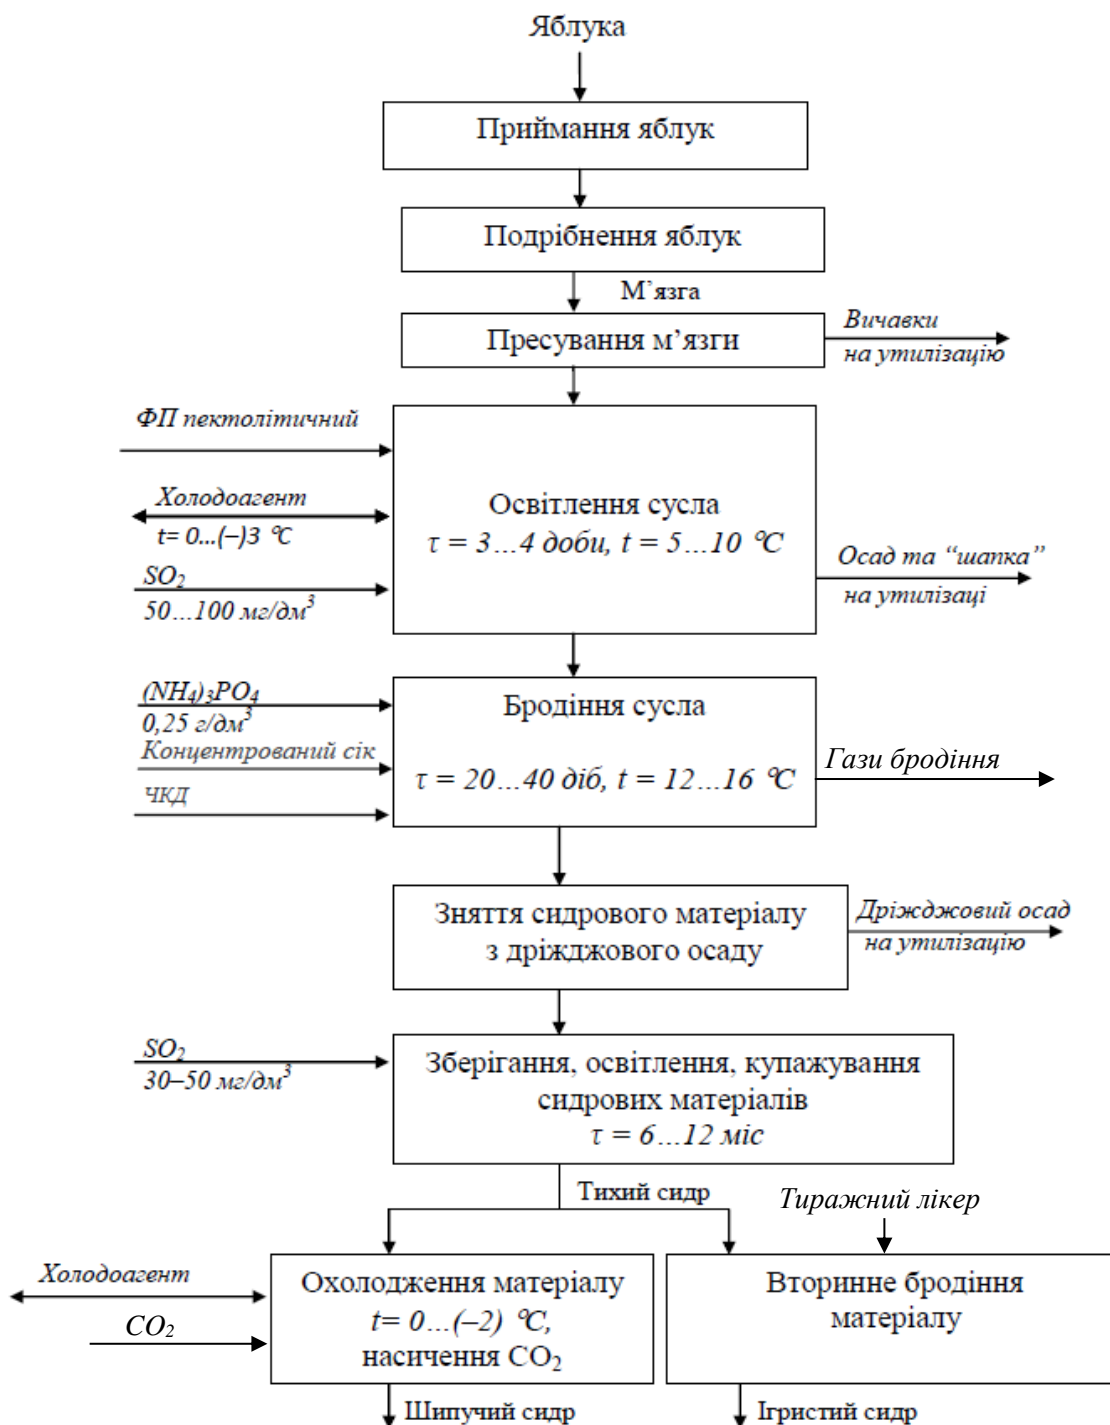 Яблука
Приймання яблук
Подрібнення яблук
М’язга
Пресування м’язги
Вичавки
на утилізацію
ФП пектолітичний
Холодоагент
t= 0...(–)3 °С
SO₂
50...100 мг/дм³
Освітлення сусла
τ = 3...4 доби, t = 5...10 °С
Осад та “шапка”
на утилізаці
(NH₄)₃PO₄
0,25 г/дм³
Концентрований сік
ЧКД
Бродіння сусла
τ = 20...40 діб, t = 12...16 °С
Гази бродіння
Зняття сидрового матеріалу
з дріжджового осаду
Дріжджовий осад
на утилізацію
SO₂
30–50 мг/дм³
Зберігання, освітлення, купажування
сидрових матеріалів
τ = 6...12 міс
Тихий сидр
Тиражний лікер
Холодоагент
CO₂
Охолодження матеріалу
t= 0...(–2) °С,
насичення СО₂
Вторинне бродіння
матеріалу
Шипучий сидр
Ігристий сидр